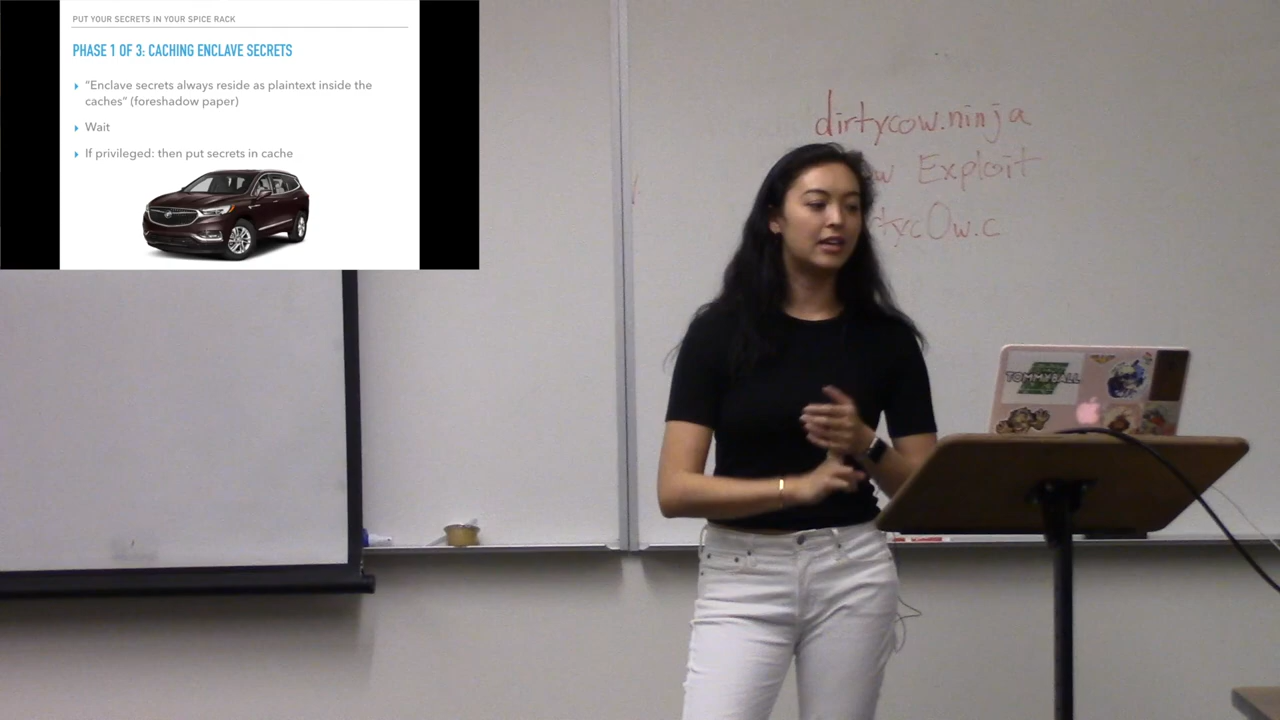 PUT YOUR SECRETS IN YOUR SPICE RACK
PHASE 1 OF 3: CACHING ENCLAVE SECRETS
"Enclave secrets always reside as plaintext inside the
caches" (foreshadow paper)
Wait
If privileged: then put secrets in cache
dirtycow.ninja
w Exploit
tyc0w.c
TOMMYBALL